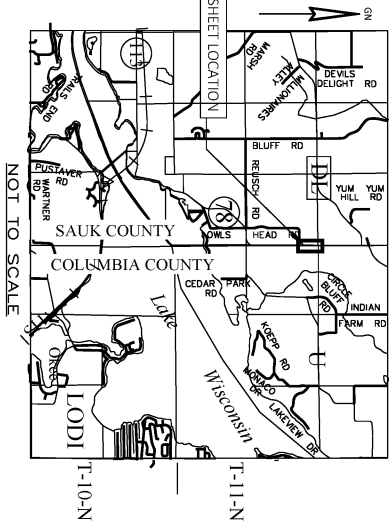 GN
SHEET LOCATION
MARSH RD
MILLIONAIRES ALLEY
DEVILS DELIGHT RD
113
BLUFF RD
TRAILS END RD
REUSCH RD
DL
YUM YUM HILL RD
PUSTAVER RD
WARTNER RD
78
OWLS HEAD R
SAUK COUNTY
COLUMBIA COUNTY
CEDAR PARK RD
CIRCLE BLUFF RD
INDIAN FARM RD
Lake
Wisconsin
KOEPP RD
U
MONACO DR
LAKEVIEW DR
Okee
LODI
T-10-N
T-11-N
NOT TO SCALE